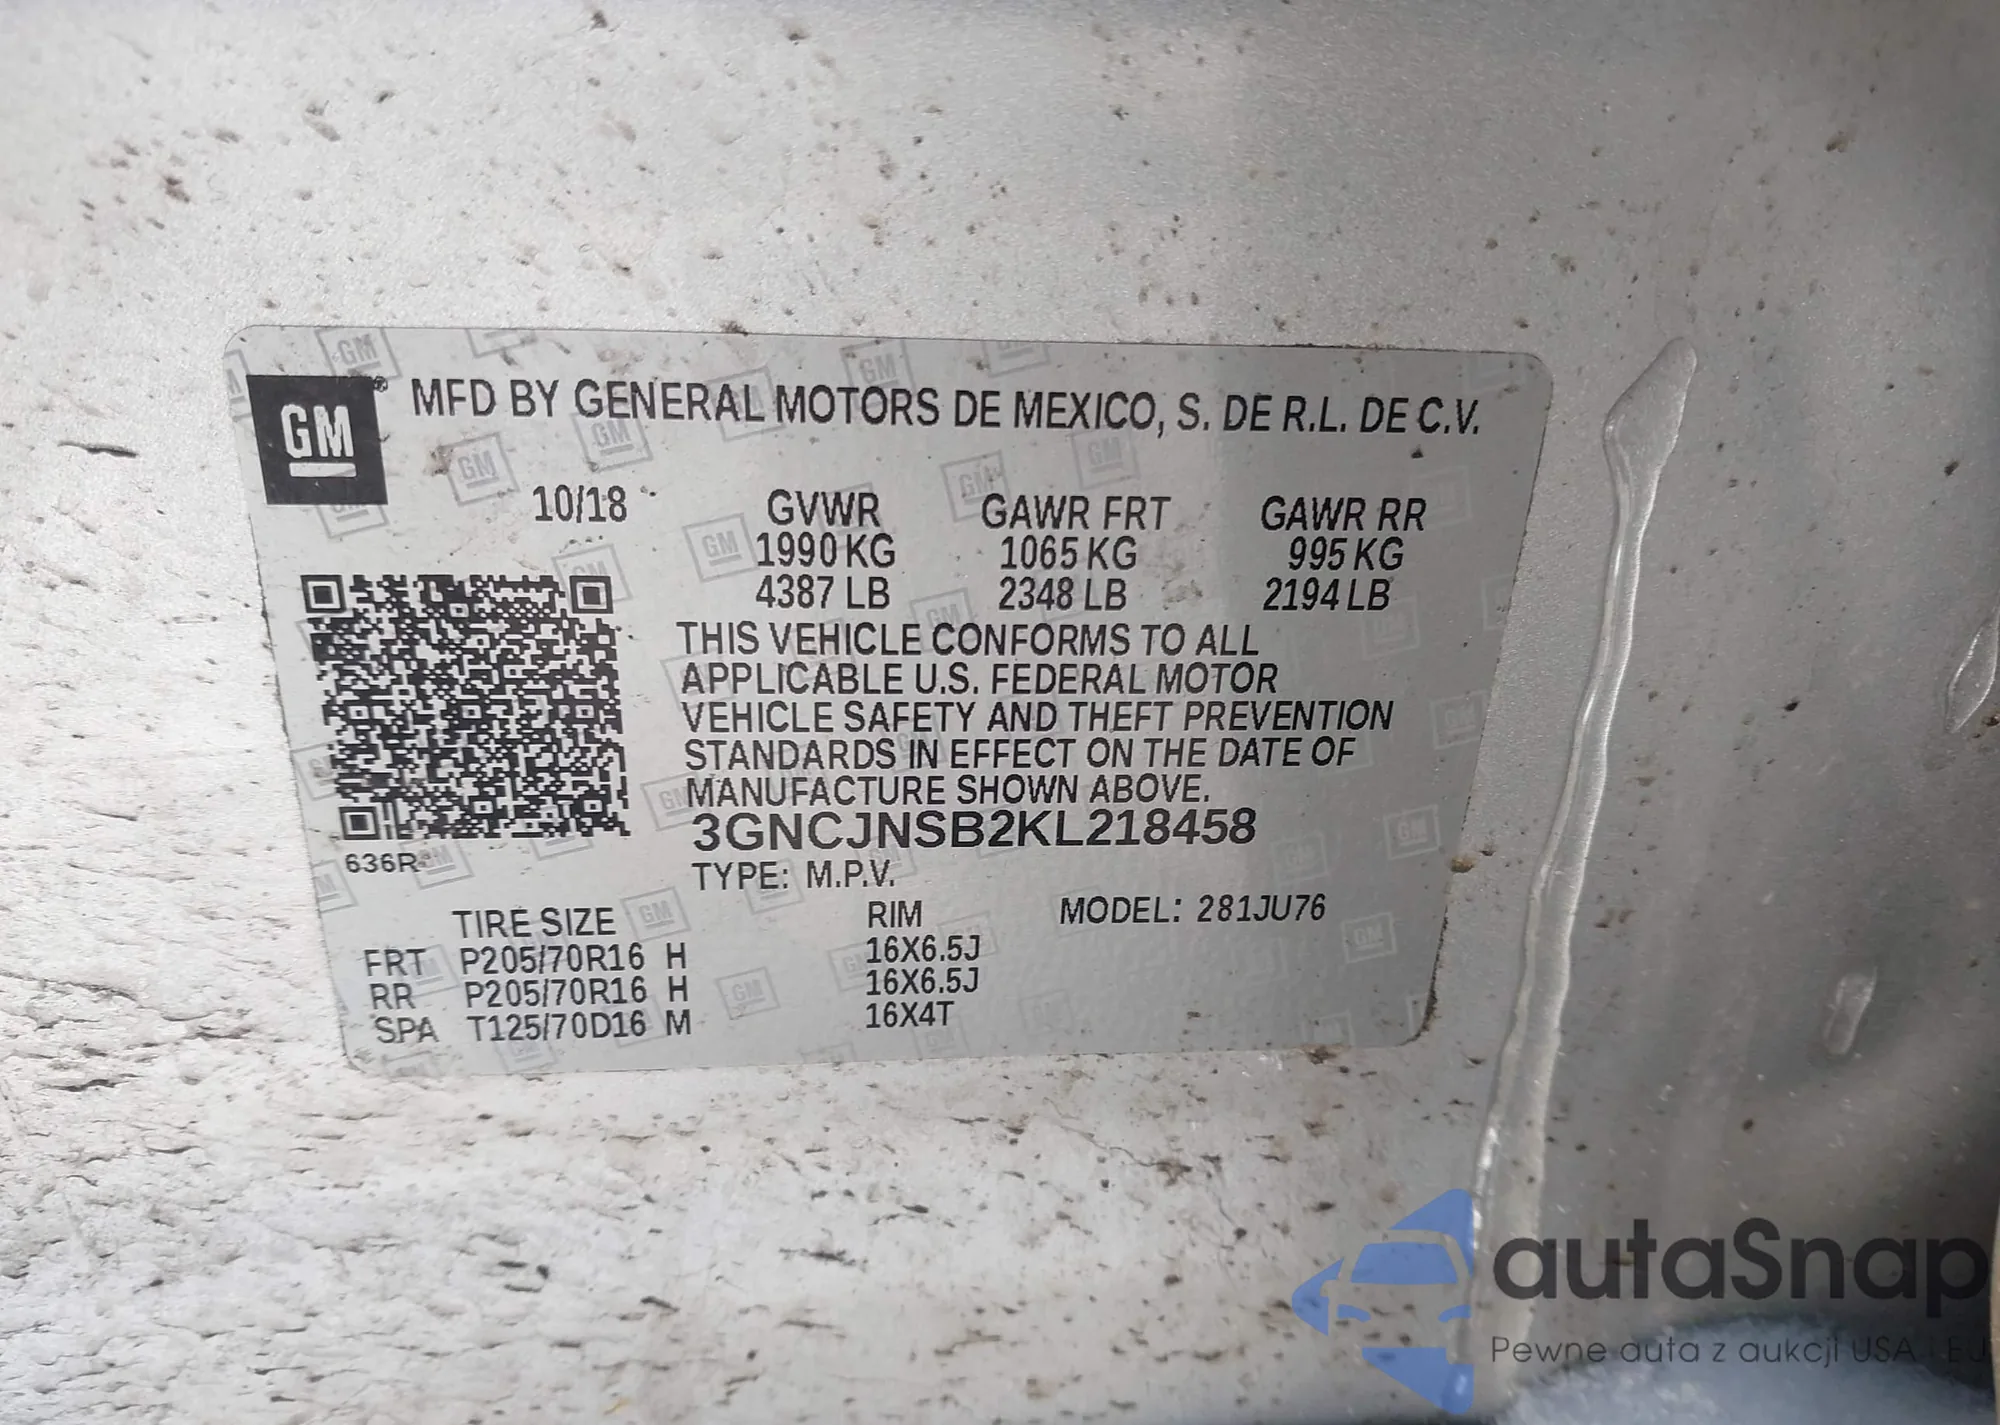 GM
MFD BY GENERAL MOTORS DE MEXICO, S. DE R.L. DE C.V.
10/18 GVWR GAWR FRT GAWR RR
1990 KG 1065 KG 995 KG
4387 LB 2348 LB 2194 LB
THIS VEHICLE CONFORMS TO ALL
APPLICABLE U.S. FEDERAL MOTOR
VEHICLE SAFETY AND THEFT PREVENTION
STANDARDS IN EFFECT ON THE DATE OF
MANUFACTURE SHOWN ABOVE.
3GNCJNSB2KL218458
636R
TYPE: M.P.V.
TIRE SIZE RIM MODEL: 281JU76
FRT P205/70R16 H 16X6.5J
RR P205/70R16 H 16X6.5J
SPA T125/70D16 M 16X4T
autaSnap
Pewne auta z aukcji USA i EU